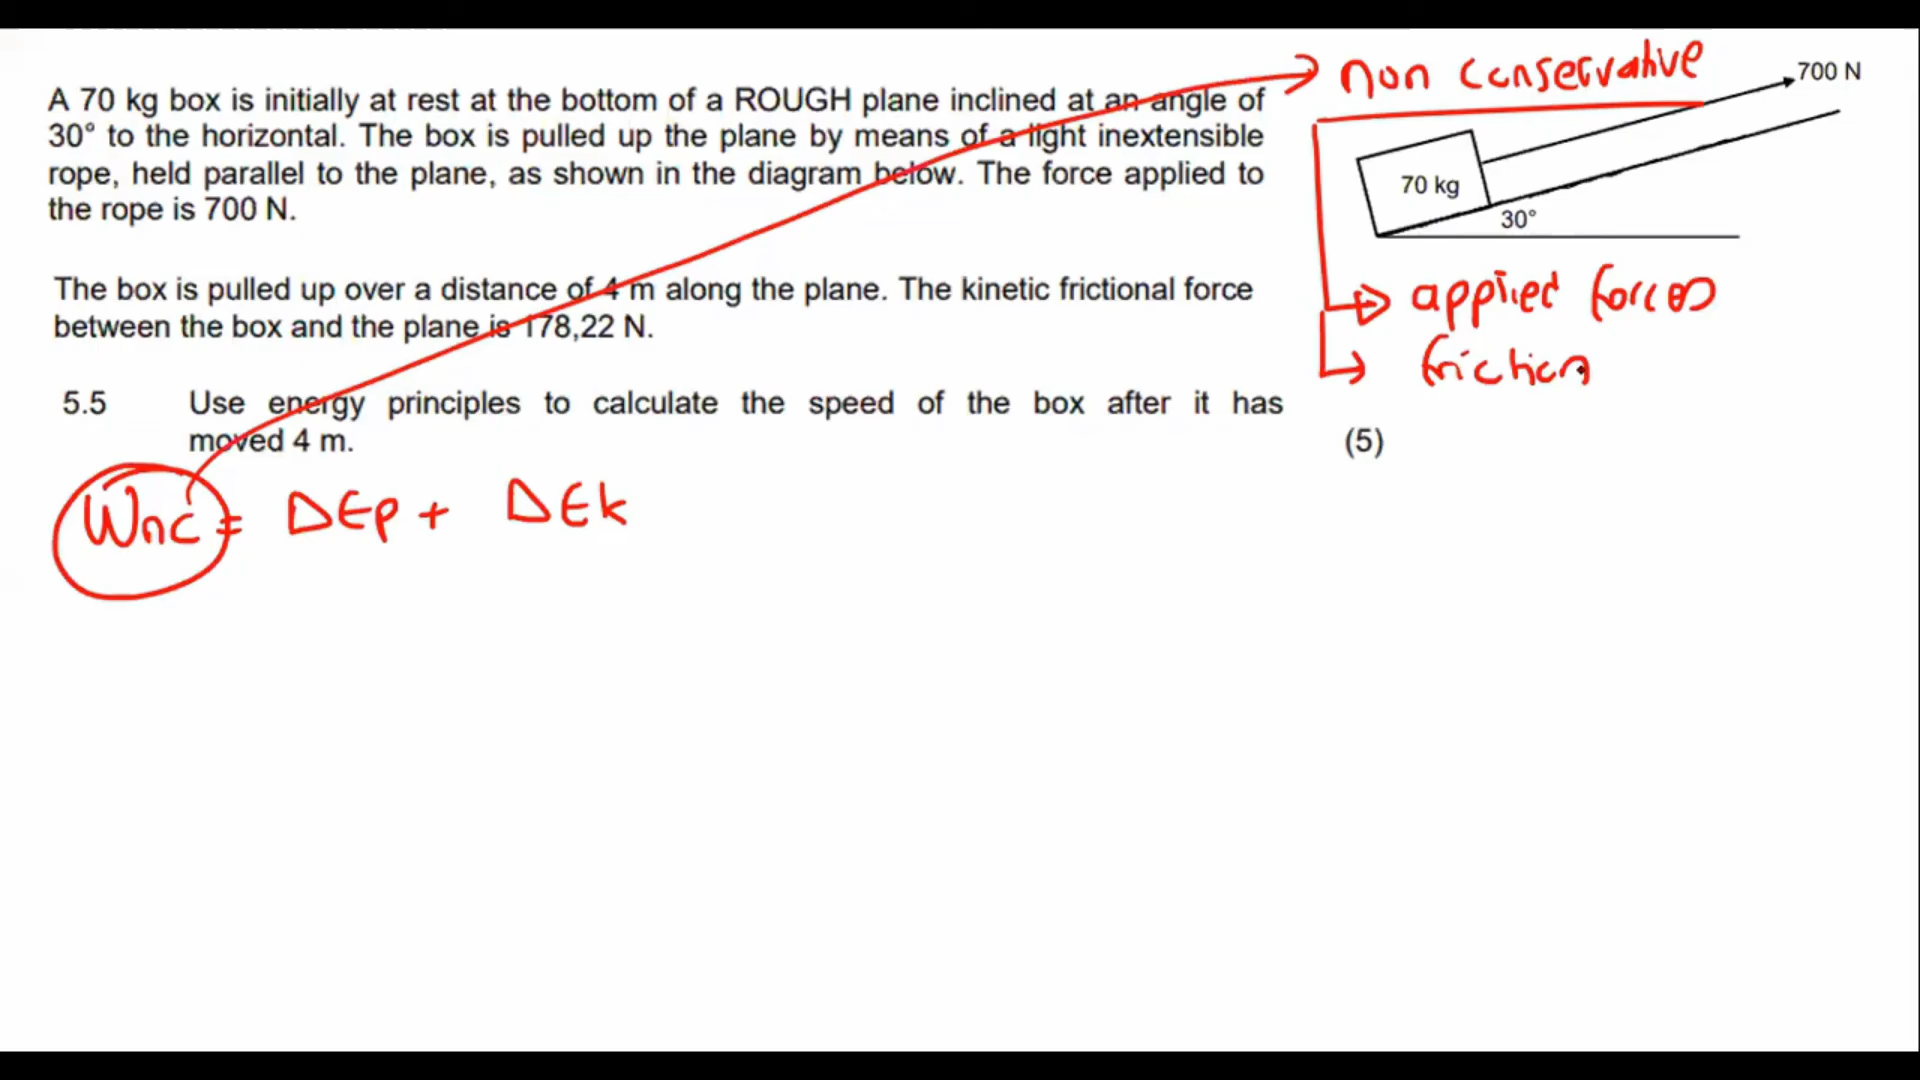 A 70 kg box is initially at rest at the bottom of a ROUGH plane inclined at an angle of
30° to the horizontal. The box is pulled up the plane by means of a light inextensible
rope, held parallel to the plane, as shown in the diagram below. The force applied to
the rope is 700 N.
non conservative
700 N
70 kg
30°
The box is pulled up over a distance of 4 m along the plane. The kinetic frictional force
between the box and the plane is 178,22 N.
applied forces
friction
5.5 Use energy principles to calculate the speed of the box after it has
moved 4 m. (5)
Wnc = ΔEp + ΔEk